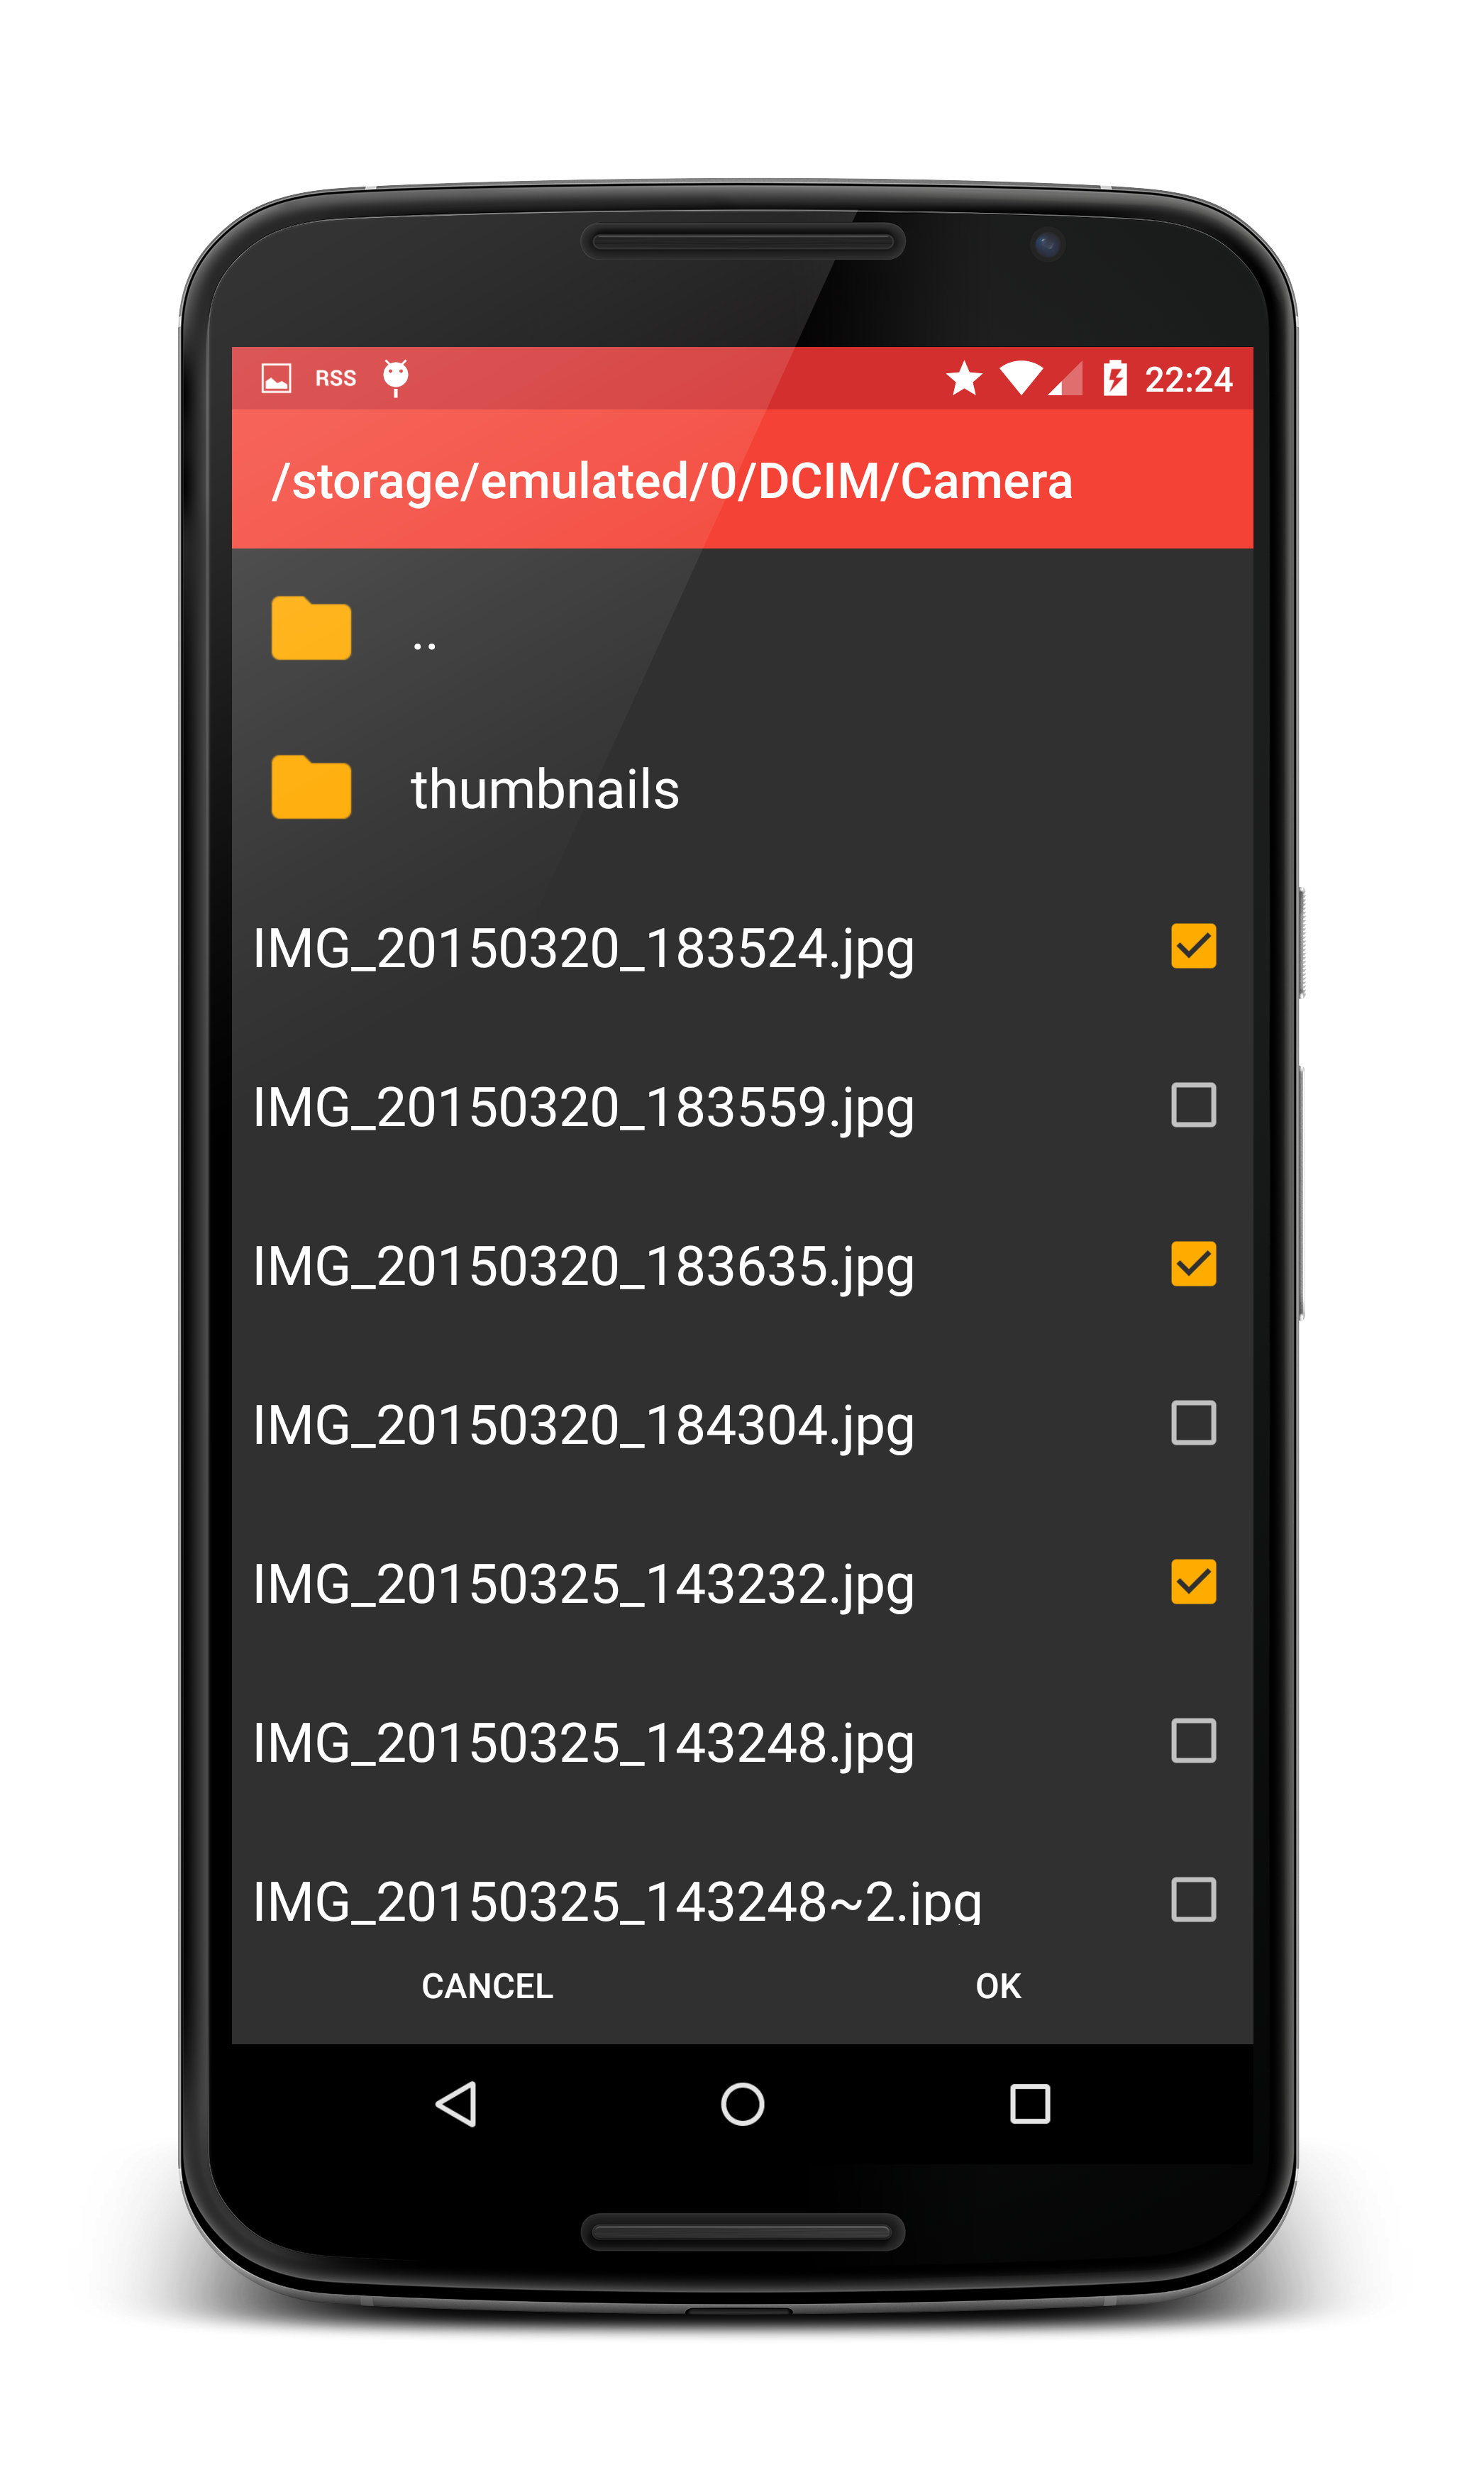 RSS 22:24
/storage/emulated/0/DCIM/Camera
..
thumbnails
IMG_20150320_183524.jpg
IMG_20150320_183559.jpg
IMG_20150320_183635.jpg
IMG_20150320_184304.jpg
IMG_20150325_143232.jpg
IMG_20150325_143248.jpg
IMG_20150325_143248~2.jpg
CANCEL OK